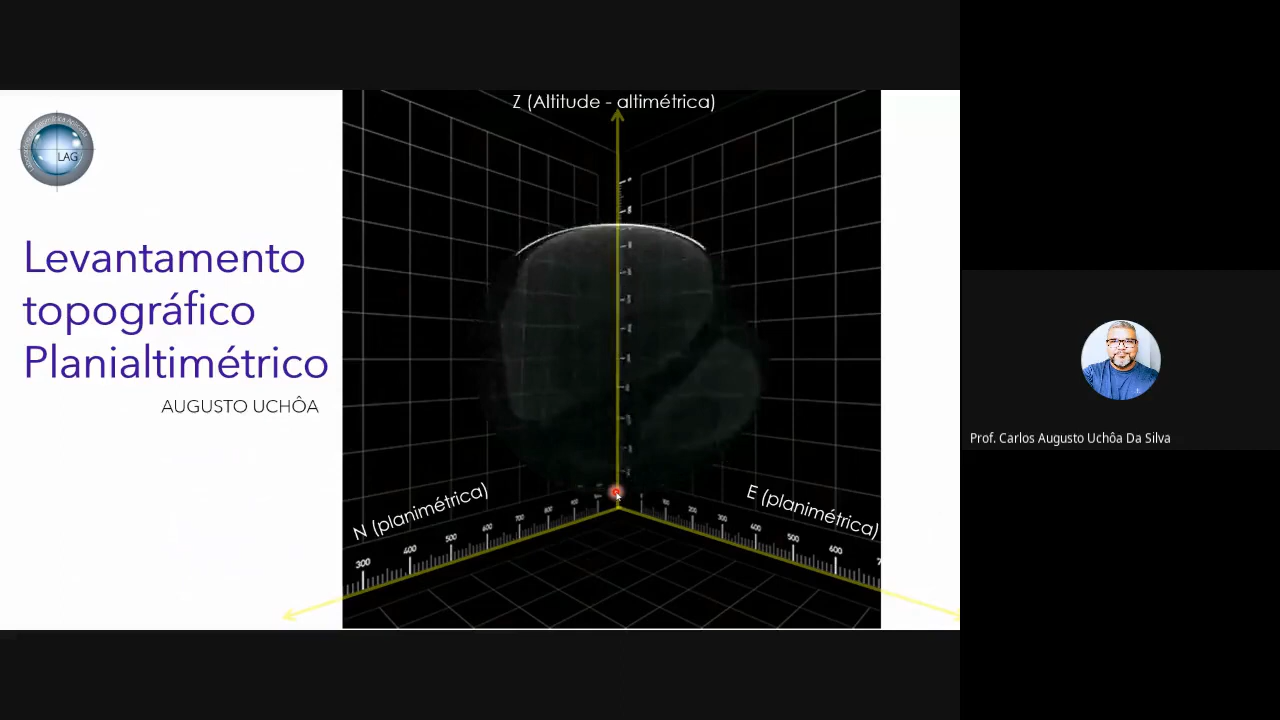 Z (Altitude - altimétrica)
LAG
Levantamento
topográfico
Planialtimétrico
AUGUSTO UCHÔA
N (planimétrica)
E (planimétrica)
300
400
500
600
700
800
100
200
300
400
500
600
Prof. Carlos Augusto Uchôa Da Silva